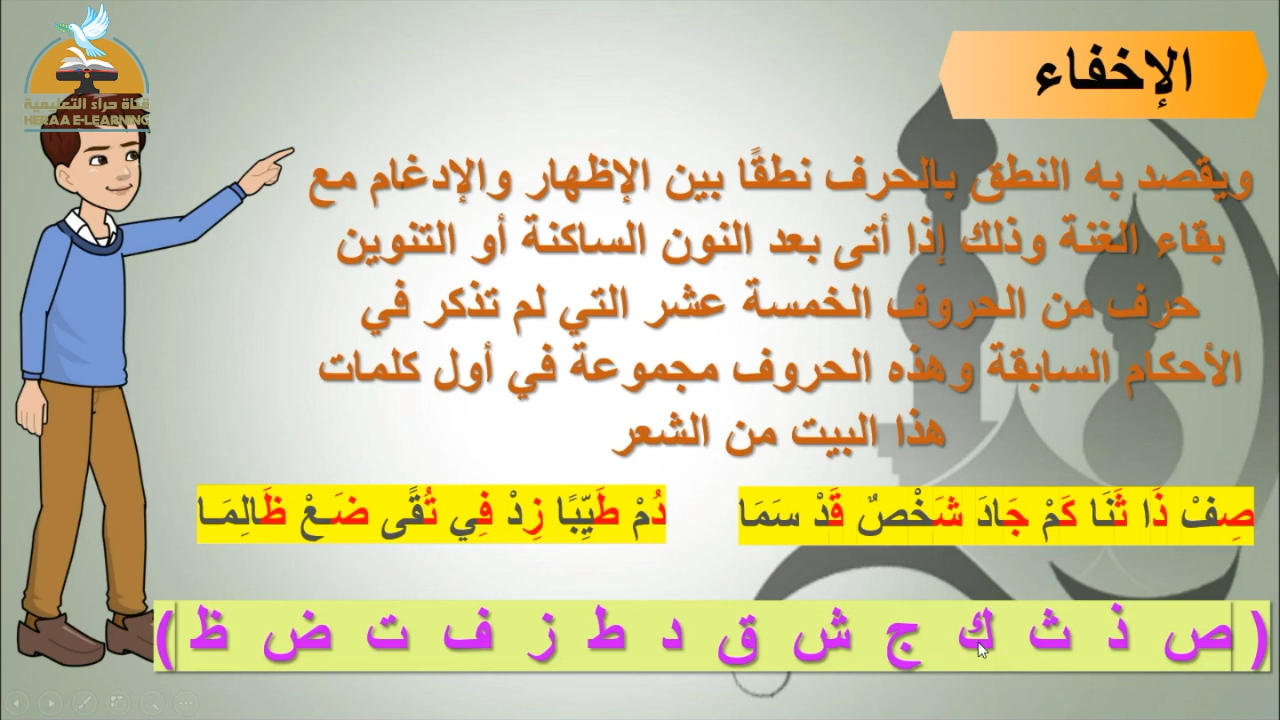 قناة حراء التعليمية
HERAA E-LEARNING
الإخفاء
ويقصد به النطق بالحرف نطقًا بين الإظهار والإدغام مع
بقاء الغنة وذلك إذا أتى بعد النون الساكنة أو التنوين
حرف من الحروف الخمسة عشر التي لم تذكر في
الأحكام السابقة وهذه الحروف مجموعة في أول كلمات
هذا البيت من الشعر
صِفْ ذَا ثَنَا كَمْ جَادَ شَخْصٌ قَدْ سَمَا دُمْ طَيِّبًا زِدْ فِي تُقًى ضَعْ ظَالِمَا
( ص ذ ث ك ج ش ق د ط ز ف ت ض ظ )